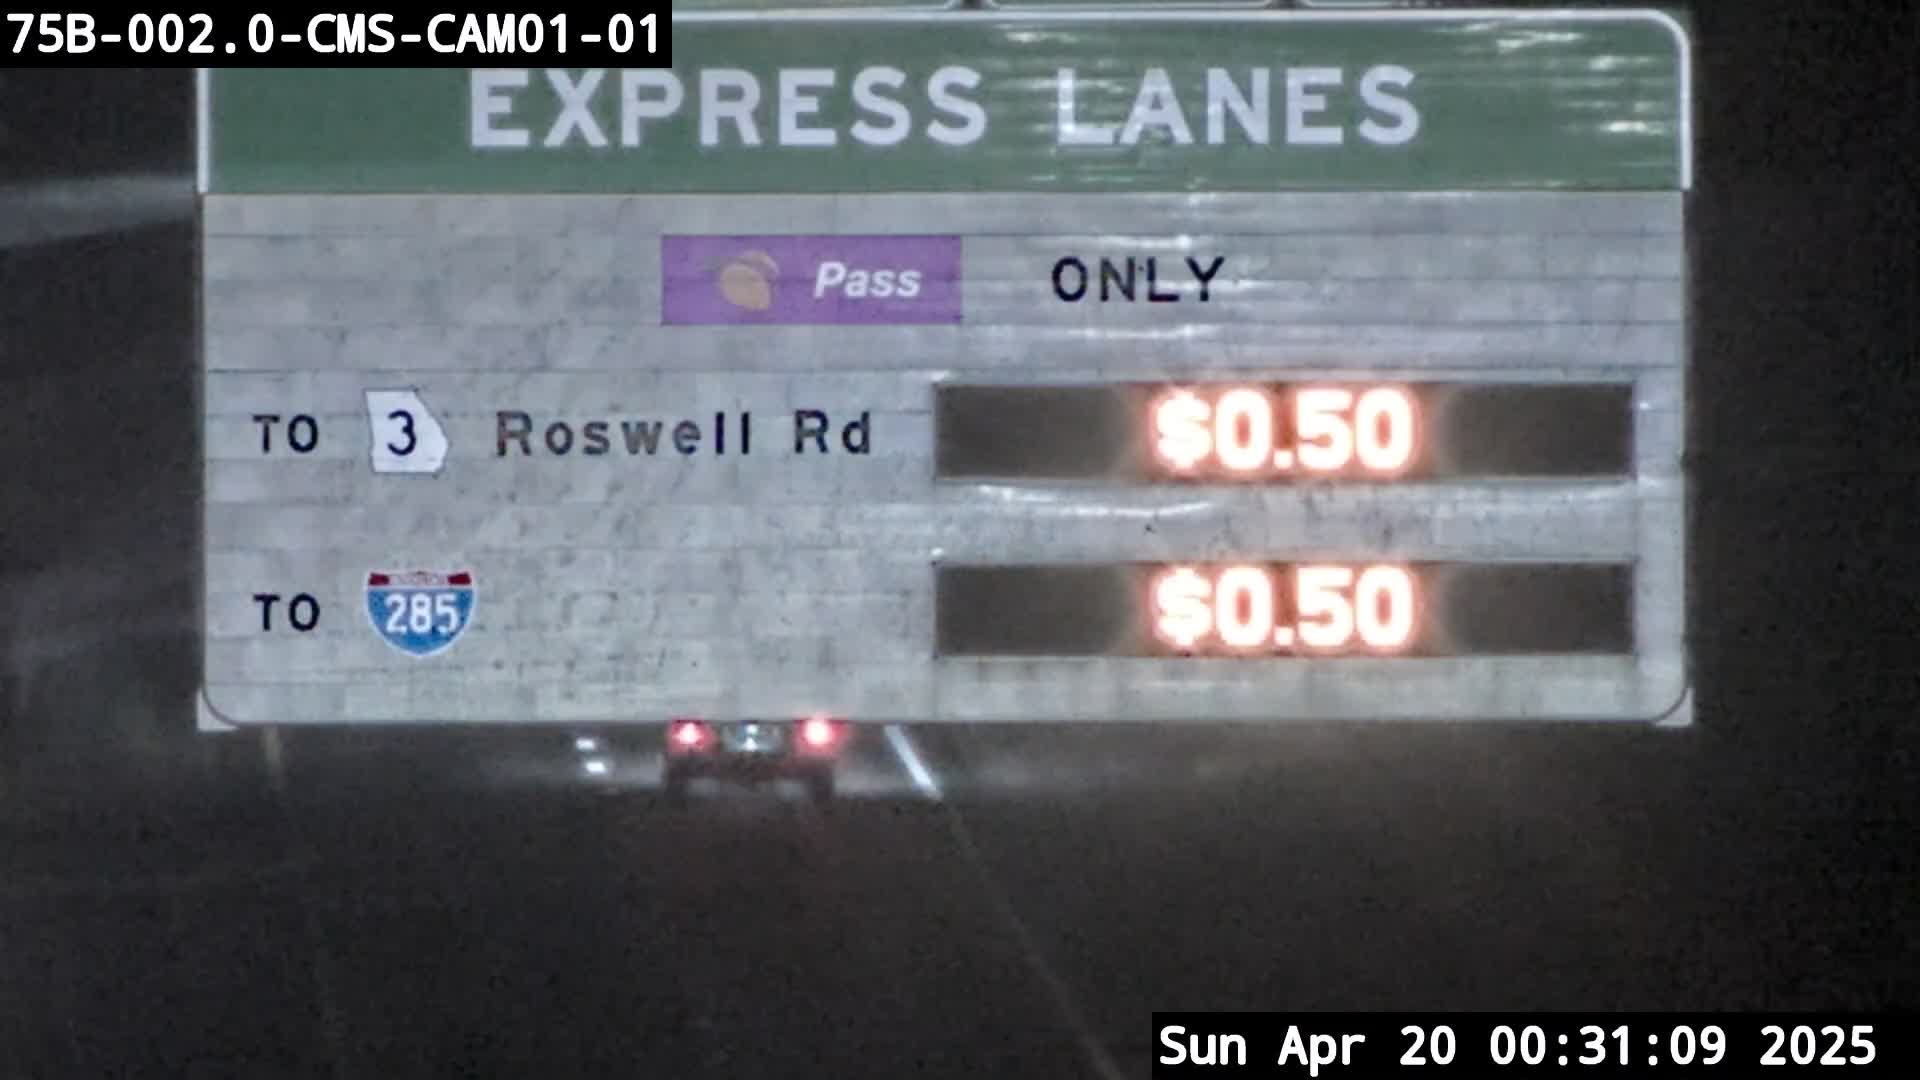 75B-002.0-CMS-CAM01-01
EXPRESS LANES
Pass ONLY
TO 3 Roswell Rd $0.50
TO 285 $0.50
Sun Apr 20 00:31:09 2025